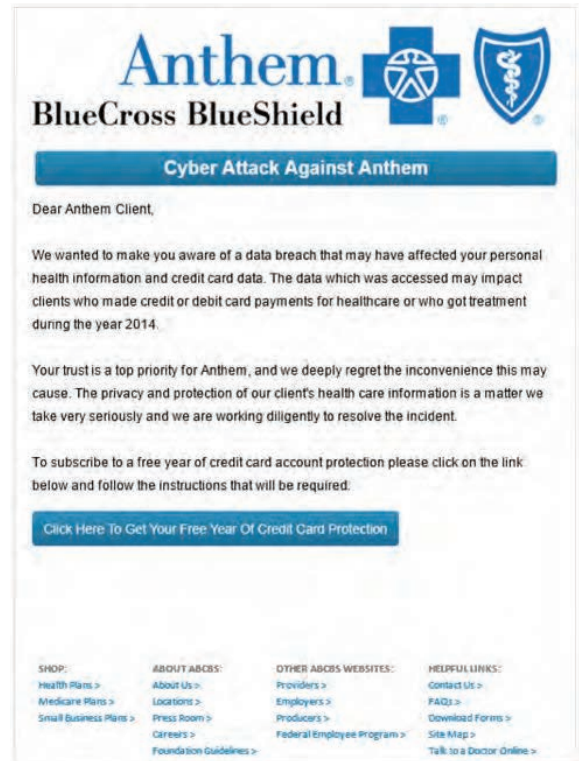 Anthem®
BlueCross BlueShield
® ®
Cyber Attack Against Anthem
Dear Anthem Client,
We wanted to make you aware of a data breach that may have affected your personal
health information and credit card data. The data which was accessed may impact
clients who made credit or debit card payments for healthcare or who got treatment
during the year 2014.
Your trust is a top priority for Anthem, and we deeply regret the inconvenience this may
cause. The privacy and protection of our client's health care information is a matter we
take very seriously and we are working diligently to resolve the incident.
To subscribe to a free year of credit card account protection please click on the link
below and follow the instructions that will be required:
Click Here To Get Your Free Year Of Credit Card Protection
SHOP:
Health Plans >
Medicare Plans >
Small Business Plans >
ABOUT ABCBS:
About Us >
Locations >
Press Room >
Careers >
Foundation Guidelines >
OTHER ABCBS WEBSITES:
Providers >
Employers >
Producers >
Federal Employee Program >
HELPFUL LINKS:
Contact Us >
FAQs >
Download Forms >
Site Map >
Talk to a Doctor Online >